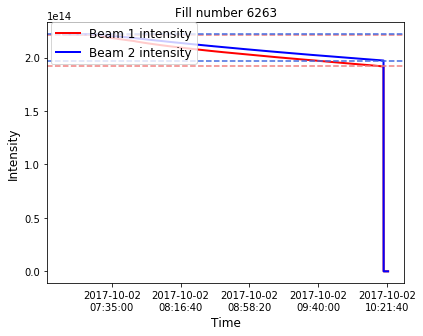 Fill number 6263
1e14
Beam 1 intensity
Beam 2 intensity
2.0
1.5
1.0
0.5
0.0
Intensity
2017-10-02
07:35:00
2017-10-02
08:16:40
2017-10-02
08:58:20
2017-10-02
09:40:00
2017-10-02
10:21:40
Time